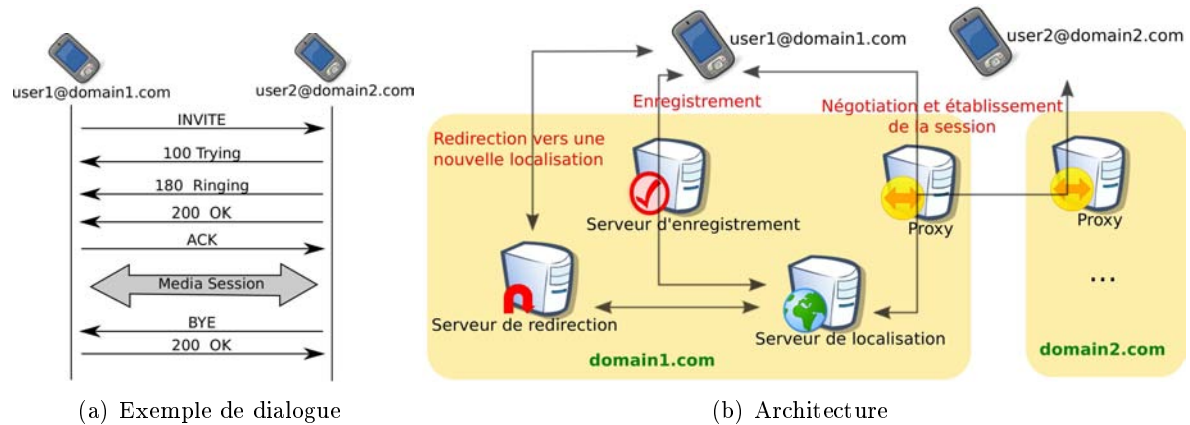 user1@domain1.com
user2@domain2.com
INVITE
100 Trying
180 Ringing
200 OK
ACK
Media Session
BYE
200 OK
(a) Exemple de dialogue
user1@domain1.com
user2@domain2.com
Enregistrement
Négotiation et établissement
de la session
Redirection vers une
nouvelle localisation
Serveur d'enregistrement
Proxy
Proxy
...
Serveur de redirection
Serveur de localisation
domain1.com
domain2.com
(b) Architecture